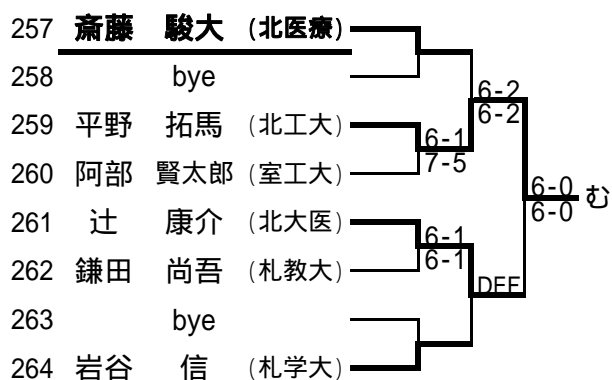 257 斎藤 駿大 (北医療)
258 bye
259 平野 拓馬 (北工大)
260 阿部 賢太郎 (室工大)
261 辻 康介 (北大医)
262 鎌田 尚吾 (札教大)
263 bye
264 岩谷 信 (札学大)
6-1
7-5
6-1
6-1
6-2
6-2
DEF
6-0
6-0
む